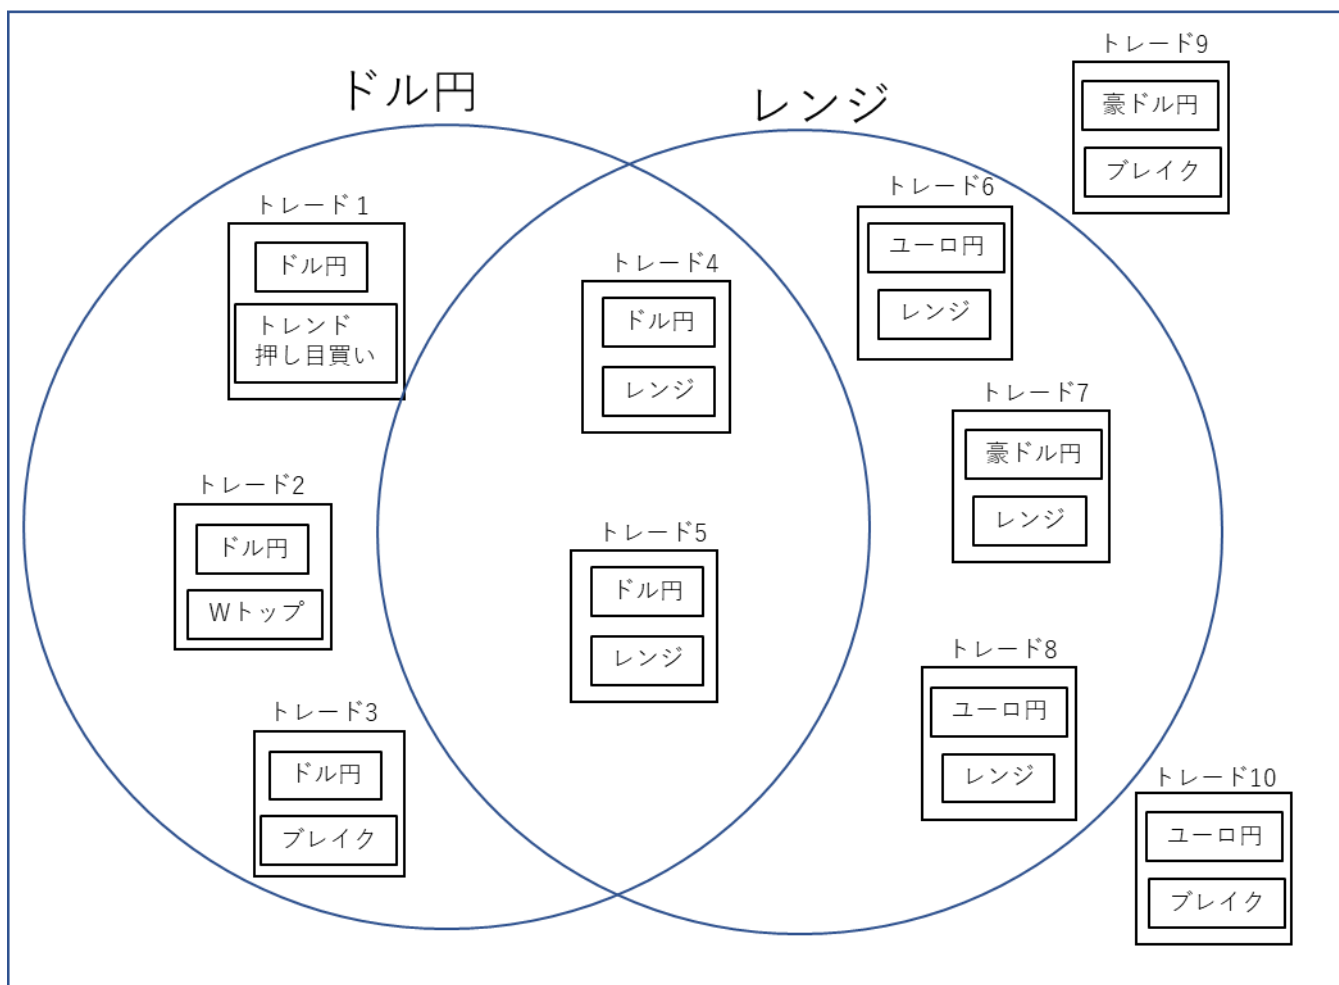 ドル円
レンジ
トレード9
豪ドル円
ブレイク
トレード1
ドル円
トレンド
押し目買い
トレード4
ドル円
レンジ
トレード6
ユーロ円
レンジ
トレード7
豪ドル円
レンジ
トレード2
ドル円
Wトップ
トレード5
ドル円
レンジ
トレード8
ユーロ円
レンジ
トレード3
ドル円
ブレイク
トレード10
ユーロ円
ブレイク